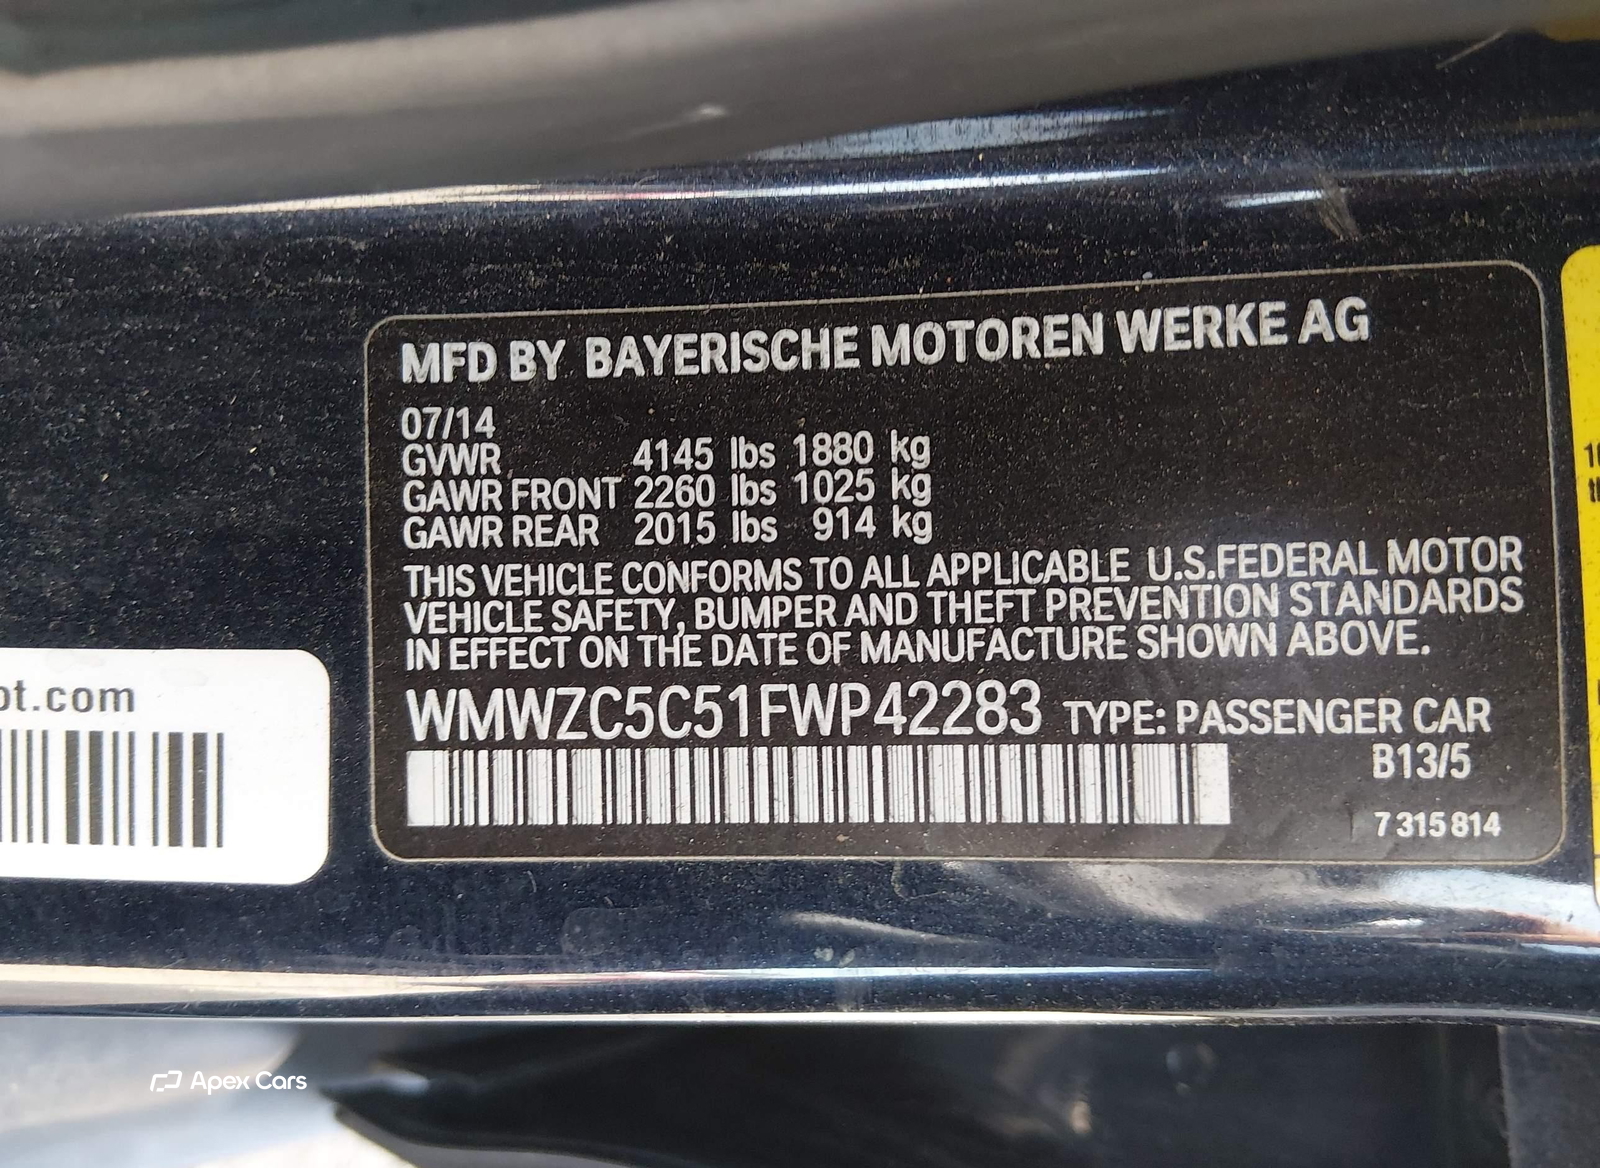 MFD BY BAYERISCHE MOTOREN WERKE AG
07/14
GVWR 4145 lbs 1880 kg
GAWR FRONT 2260 lbs 1025 kg
GAWR REAR 2015 lbs 914 kg
THIS VEHICLE CONFORMS TO ALL APPLICABLE U.S.FEDERAL MOTOR
VEHICLE SAFETY, BUMPER AND THEFT PREVENTION STANDARDS
IN EFFECT ON THE DATE OF MANUFACTURE SHOWN ABOVE.
WMWZC5C51FWP42283 TYPE: PASSENGER CAR
B13/5
7 315 814
ot.com
Apex Cars